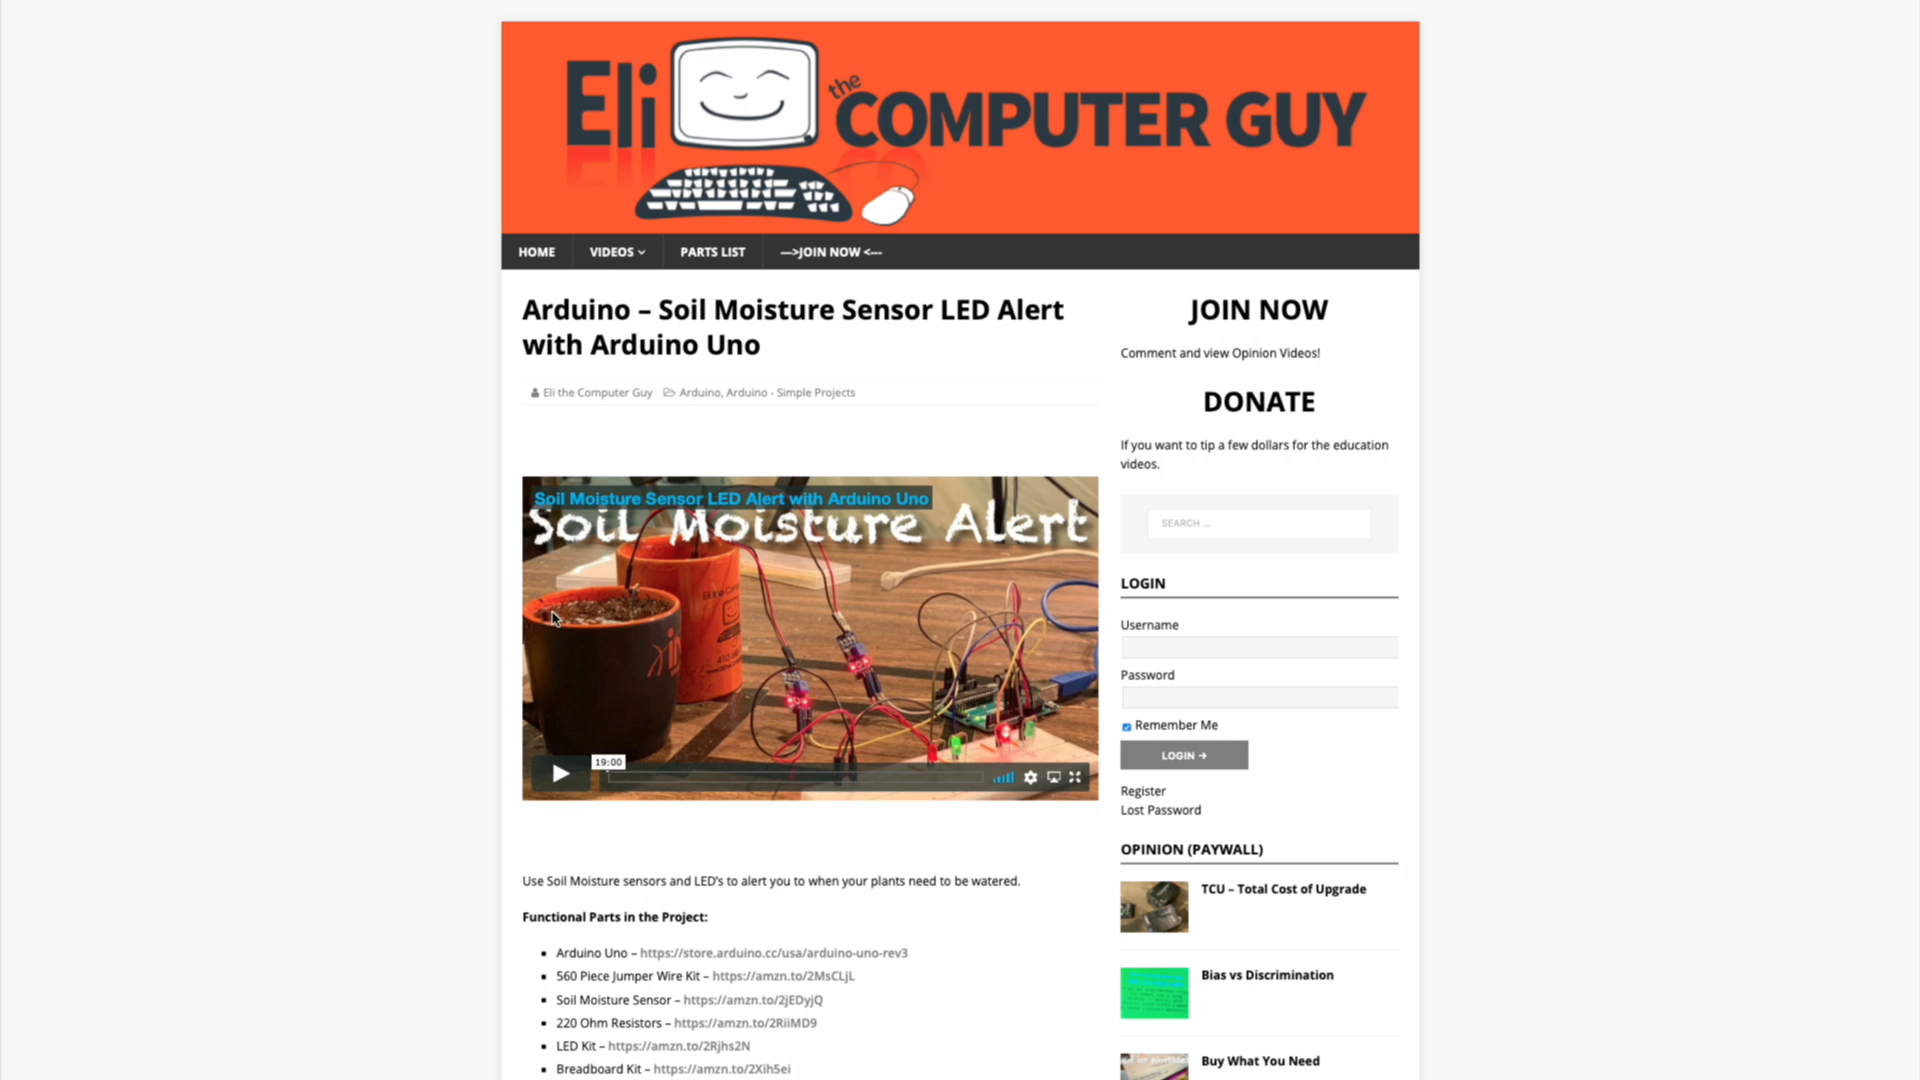 Eli the COMPUTER GUY
HOME VIDEOS PARTS LIST --->JOIN NOW <---
Arduino – Soil Moisture Sensor LED Alert
with Arduino Uno
Eli the Computer Guy Arduino, Arduino - Simple Projects
Soil Moisture Sensor LED Alert with Arduino Uno
Soil Moisture Alert
19:00
Use Soil Moisture sensors and LED's to alert you to when your plants need to be watered.
Functional Parts in the Project:
Arduino Uno – https://store.arduino.cc/usa/arduino-uno-rev3
560 Piece Jumper Wire Kit – https://amzn.to/2MsCLjL
Soil Moisture Sensor – https://amzn.to/2jEDyjQ
220 Ohm Resistors – https://amzn.to/2RiiMD9
LED Kit – https://amzn.to/2Rjhs2N
Breadboard Kit – https://amzn.to/2Xih5ei
JOIN NOW
Comment and view Opinion Videos!
DONATE
If you want to tip a few dollars for the education
videos.
SEARCH ...
LOGIN
Username
Password
Remember Me
LOGIN →
Register
Lost Password
OPINION (PAYWALL)
TCU – Total Cost of Upgrade
Bias vs Discrimination
Buy What You Need